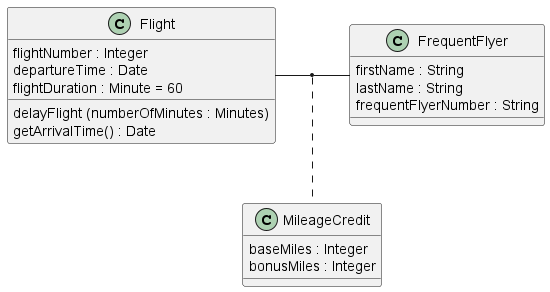 C Flight
flightNumber : Integer
departureTime : Date
flightDuration : Minute = 60
delayFlight (numberOfMinutes : Minutes)
getArrivalTime() : Date
C FrequentFlyer
firstName : String
lastName : String
frequentFlyerNumber : String
C MileageCredit
baseMiles : Integer
bonusMiles : Integer